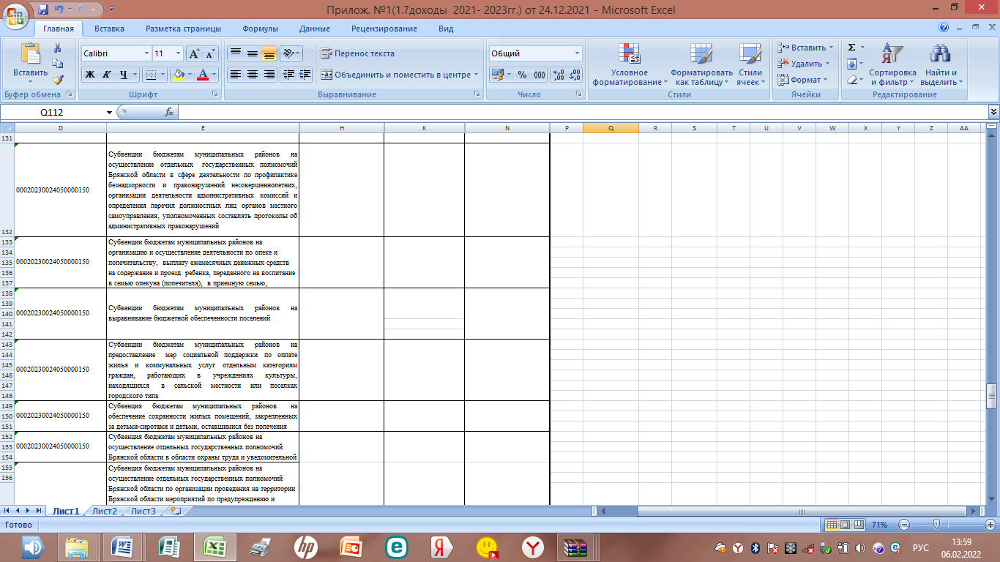 Прилож. №1(1.7доходы 2021- 2023гг.) от 24.12.2021 - Microsoft Excel
Главная Вставка Разметка страницы Формулы Данные Рецензирование Вид
Calibri 11 Перенос текста Общий
Вставить Ж К Ч А Объединить и поместить в центре % 000 Условное форматирование Форматировать как таблицу Стили ячеек Вставить Удалить Формат Σ Сортировка и фильтр Найти и выделить
Буфер обмена Шрифт Выравнивание Число Стили Ячейки Редактирование
Q112 fx
D E H K N P Q R S T U V W X Y Z AA
131
Субвенции бюджетам муниципальных районов на
осуществление отдельных государственных полномочий
Брянской области в сфере деятельности по профилактике
безнадзорности и правонарушений несовершеннолетних,
00020230024050000150
организации деятельности административных комиссий и
определения перечня должностных лиц органов местного
самоуправления, уполномоченных составлять протоколы об
административных правонарушений
132
133 Субвенции бюджетам муниципальных районов на
134 организацию и осуществление деятельности по опеке и
135 00020230024050000150 попечительству, выплату ежемесячных денежных средств
136 на содержание и проезд ребенка, переданного на воспитание
137 в семью опекуна (попечителя), в приемную семью,
138
139 Субвенции бюджетам муниципальных районов на
140 00020230024050000150
141 выравнивание бюджетной обеспеченности поселений
142
143 Субвенции бюджетам муниципальных районов на
144 предоставление мер социальной поддержки по оплате
145 00020230024050000150 жилья и коммунальных услуг отдельным категориям
146 граждан, работающих в учреждениях культуры,
147 находящихся в сельской местности или поселках
148 городского типа
149 Субвенция бюджетам муниципальных районов на
150 00020230024050000150 обеспечение сохранности жилых помещений, закрепленных
151 за детьми-сиротами и детьми, оставшимися без попечения
152 Субвенция бюджетам муниципальных районов на
153 00020230024050000150 осуществление отдельных государственных полномочий
154 Брянской области в области охраны труда и уведомительной
155 Субвенция бюджетам муниципальных районов на
156 осуществление отдельных государственных полномочий
Брянской области по организации проведения на территории
Брянской области мероприятий по предупреждению и
Лист1 Лист2 Лист3
Готово 71%
РУС 13:59
06.02.2022